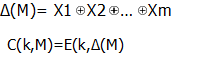 Δ(M)= X1 ⊕X2 ⊕... ⊕Xm
C(k,M)=E(k,Δ(M)